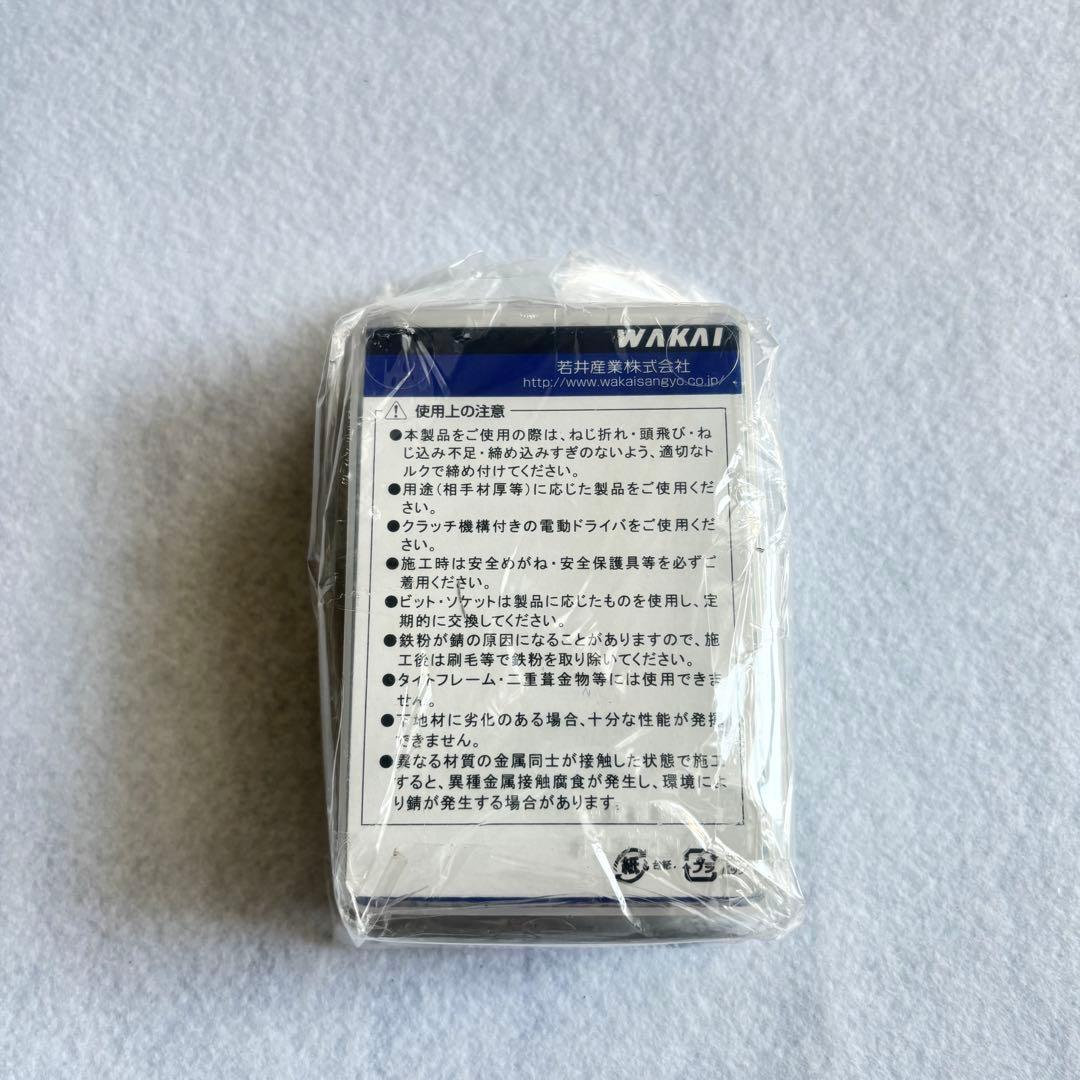 WAKAI
若井産業株式会社
http://www.wakaisangyo.co.jp/
使用上の注意
●本製品をご使用の際は、ねじ折れ・頭飛び・ね
じ込み不足・締め込みすぎのないよう、適切なト
ルクで締め付けてください。
●用途(相手材厚等)に応じた製品をご使用くだ
さい。
●クラッチ機構付きの電動ドライバをご使用くだ
さい。
●施工時は安全めがね・安全保護具等を必ずご
着用ください。
●ビット・ソケットは製品に応じたものを使用し、定
期的に交換してください。
●鉄粉が錆の原因になることがありますので、施
工後は刷毛等で鉄粉を取り除いてください。
●タイトフレーム・二重葺金物等には使用できま
せん。
●下地材に劣化のある場合、十分な性能が発揮
できません。
●異なる材質の金属同士が接触した状態で施工
すると、異種金属接触腐食が発生し、環境によ
り錆が発生する場合があります。
紙 台紙 プラ